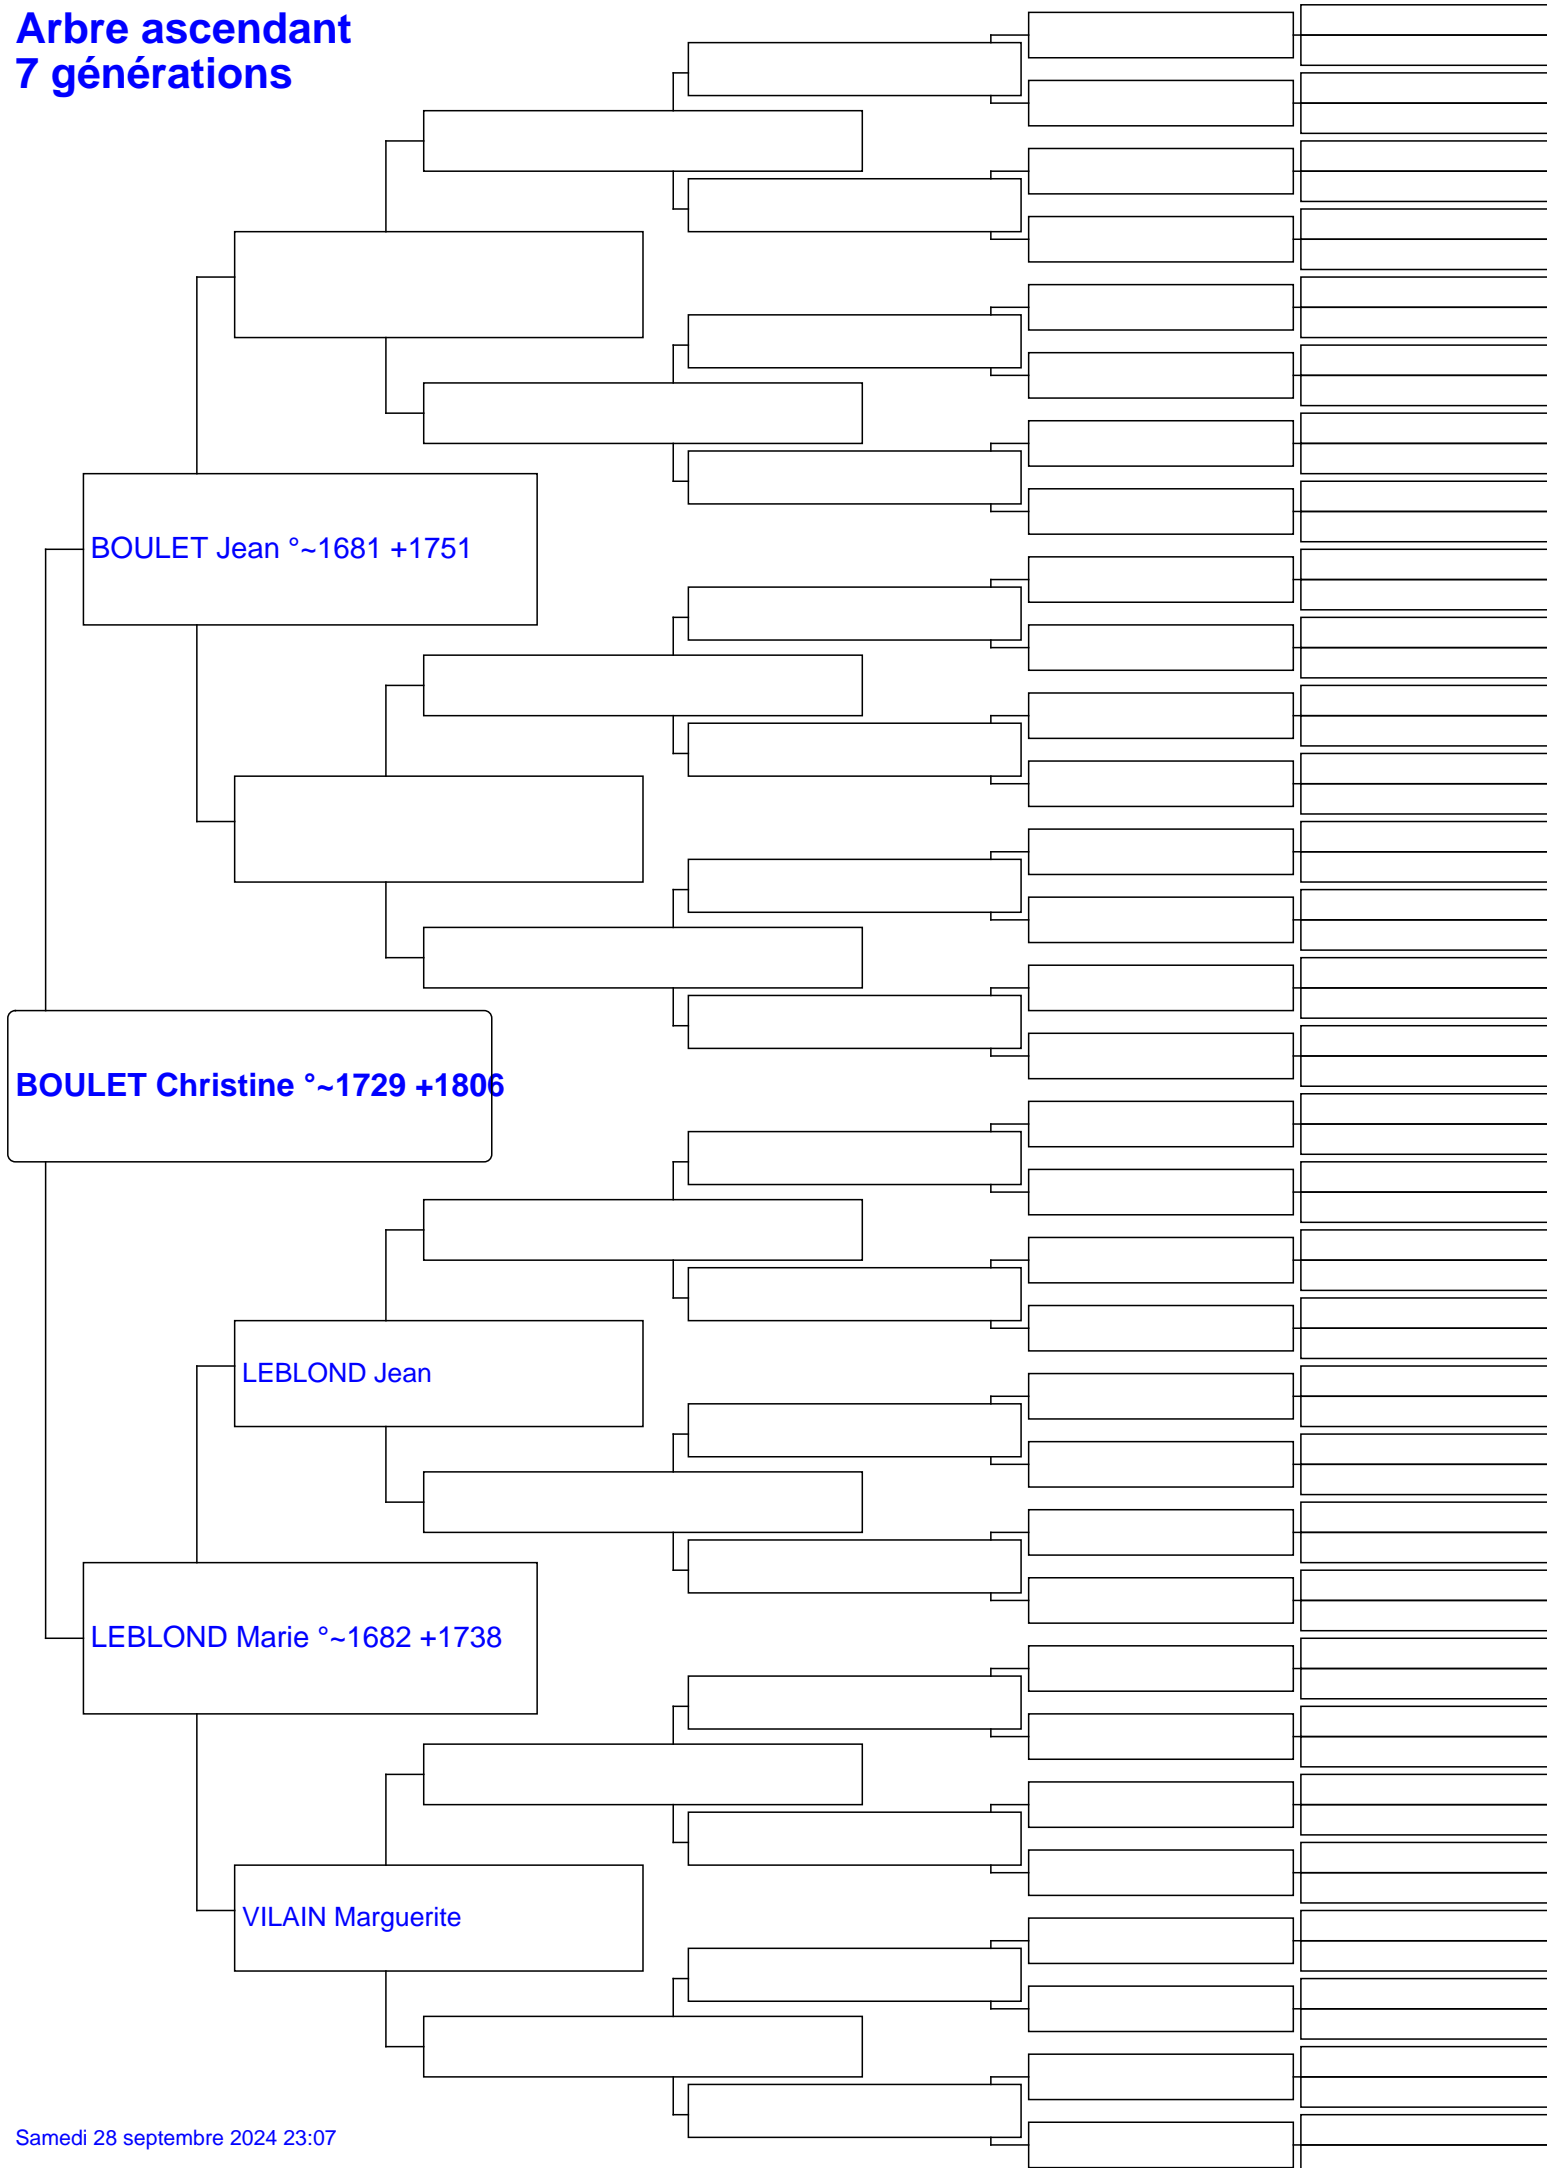 Arbre ascendant
7 générations
BOULET Jean °~1681 +1751
BOULET Christine °~1729 +1806
LEBLOND Jean
LEBLOND Marie °~1682 +1738
VILAIN Marguerite
Samedi 28 septembre 2024 23:07